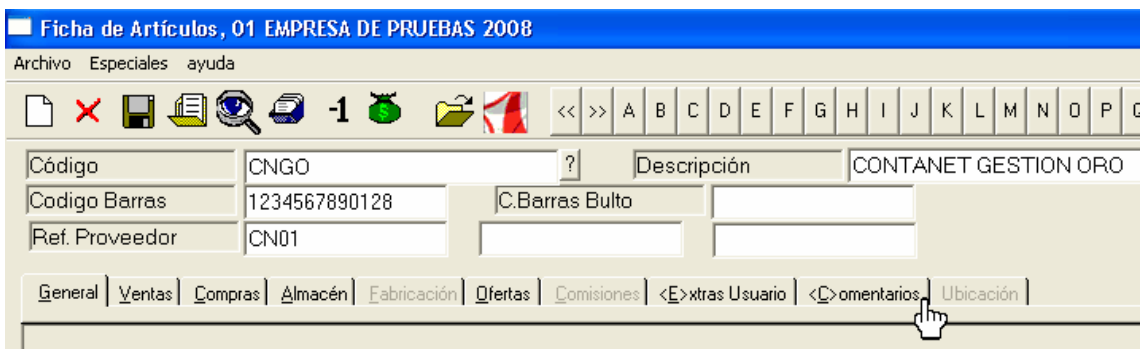 Ficha de Artículos, 01 EMPRESA DE PRUEBAS 2008
Archivo Especiales ayuda
-1 $ << >> A B C D E F G H I J K L M N O P
Código CNGO ? Descripción CONTANET GESTION ORO
Codigo Barras 1234567890128 C.Barras Bulto
Ref. Proveedor CN01
General Ventas Compras Almacén Fabricación Ofertas Comisiones <E>xtras Usuario <C>omentarios Ubicación